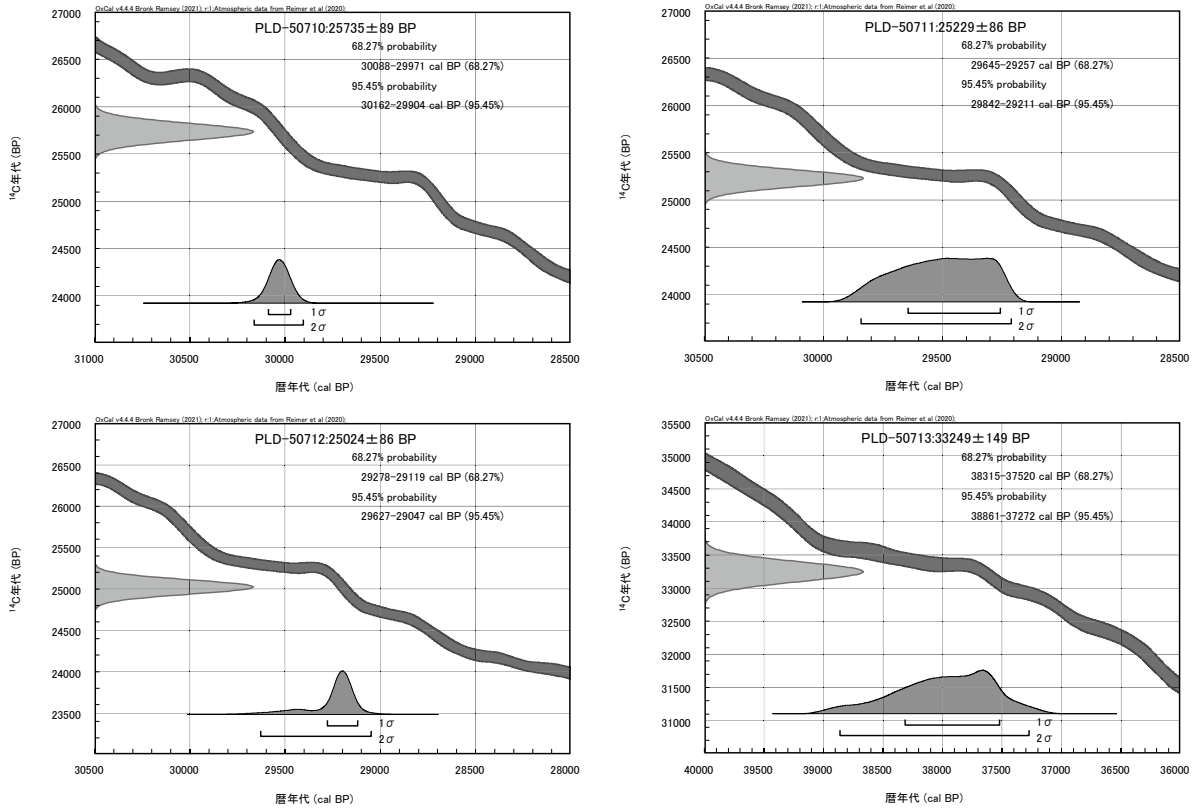 OxCal v4.4.4 Bronk Ramsey (2021); r:1;Atmospheric data from Reimer et al (2020);
PLD-50710:25735±89 BP
68.27% probability
30088-29971 cal BP (68.27%)
95.45% probability
30162-29904 cal BP (95.45%)
¹⁴C年代 (BP)
27000
26500
26000
25500
25000
24500
24000
1σ
2σ
31000 30500 30000 29500 29000 28500
暦年代 (cal BP)
OxCal v4.4.4 Bronk Ramsey (2021); r:1;Atmospheric data from Reimer et al (2020);
PLD-50711:25229±86 BP
68.27% probability
29645-29257 cal BP (68.27%)
95.45% probability
29842-29211 cal BP (95.45%)
¹⁴C年代 (BP)
27000
26500
26000
25500
25000
24500
24000
1σ
2σ
30500 30000 29500 29000 28500
暦年代 (cal BP)
OxCal v4.4.4 Bronk Ramsey (2021); r:1;Atmospheric data from Reimer et al (2020);
PLD-50712:25024±86 BP
68.27% probability
29278-29119 cal BP (68.27%)
95.45% probability
29627-29047 cal BP (95.45%)
¹⁴C年代 (BP)
27000
26500
26000
25500
25000
24500
24000
23500
1σ
2σ
30500 30000 29500 29000 28500 28000
暦年代 (cal BP)
OxCal v4.4.4 Bronk Ramsey (2021); r:1;Atmospheric data from Reimer et al (2020);
PLD-50713:33249±149 BP
68.27% probability
38315-37520 cal BP (68.27%)
95.45% probability
38861-37272 cal BP (95.45%)
¹⁴C年代 (BP)
35500
35000
34500
34000
33500
33000
32500
32000
31500
31000
1σ
2σ
40000 39500 39000 38500 38000 37500 37000 36500 36000
暦年代 (cal BP)